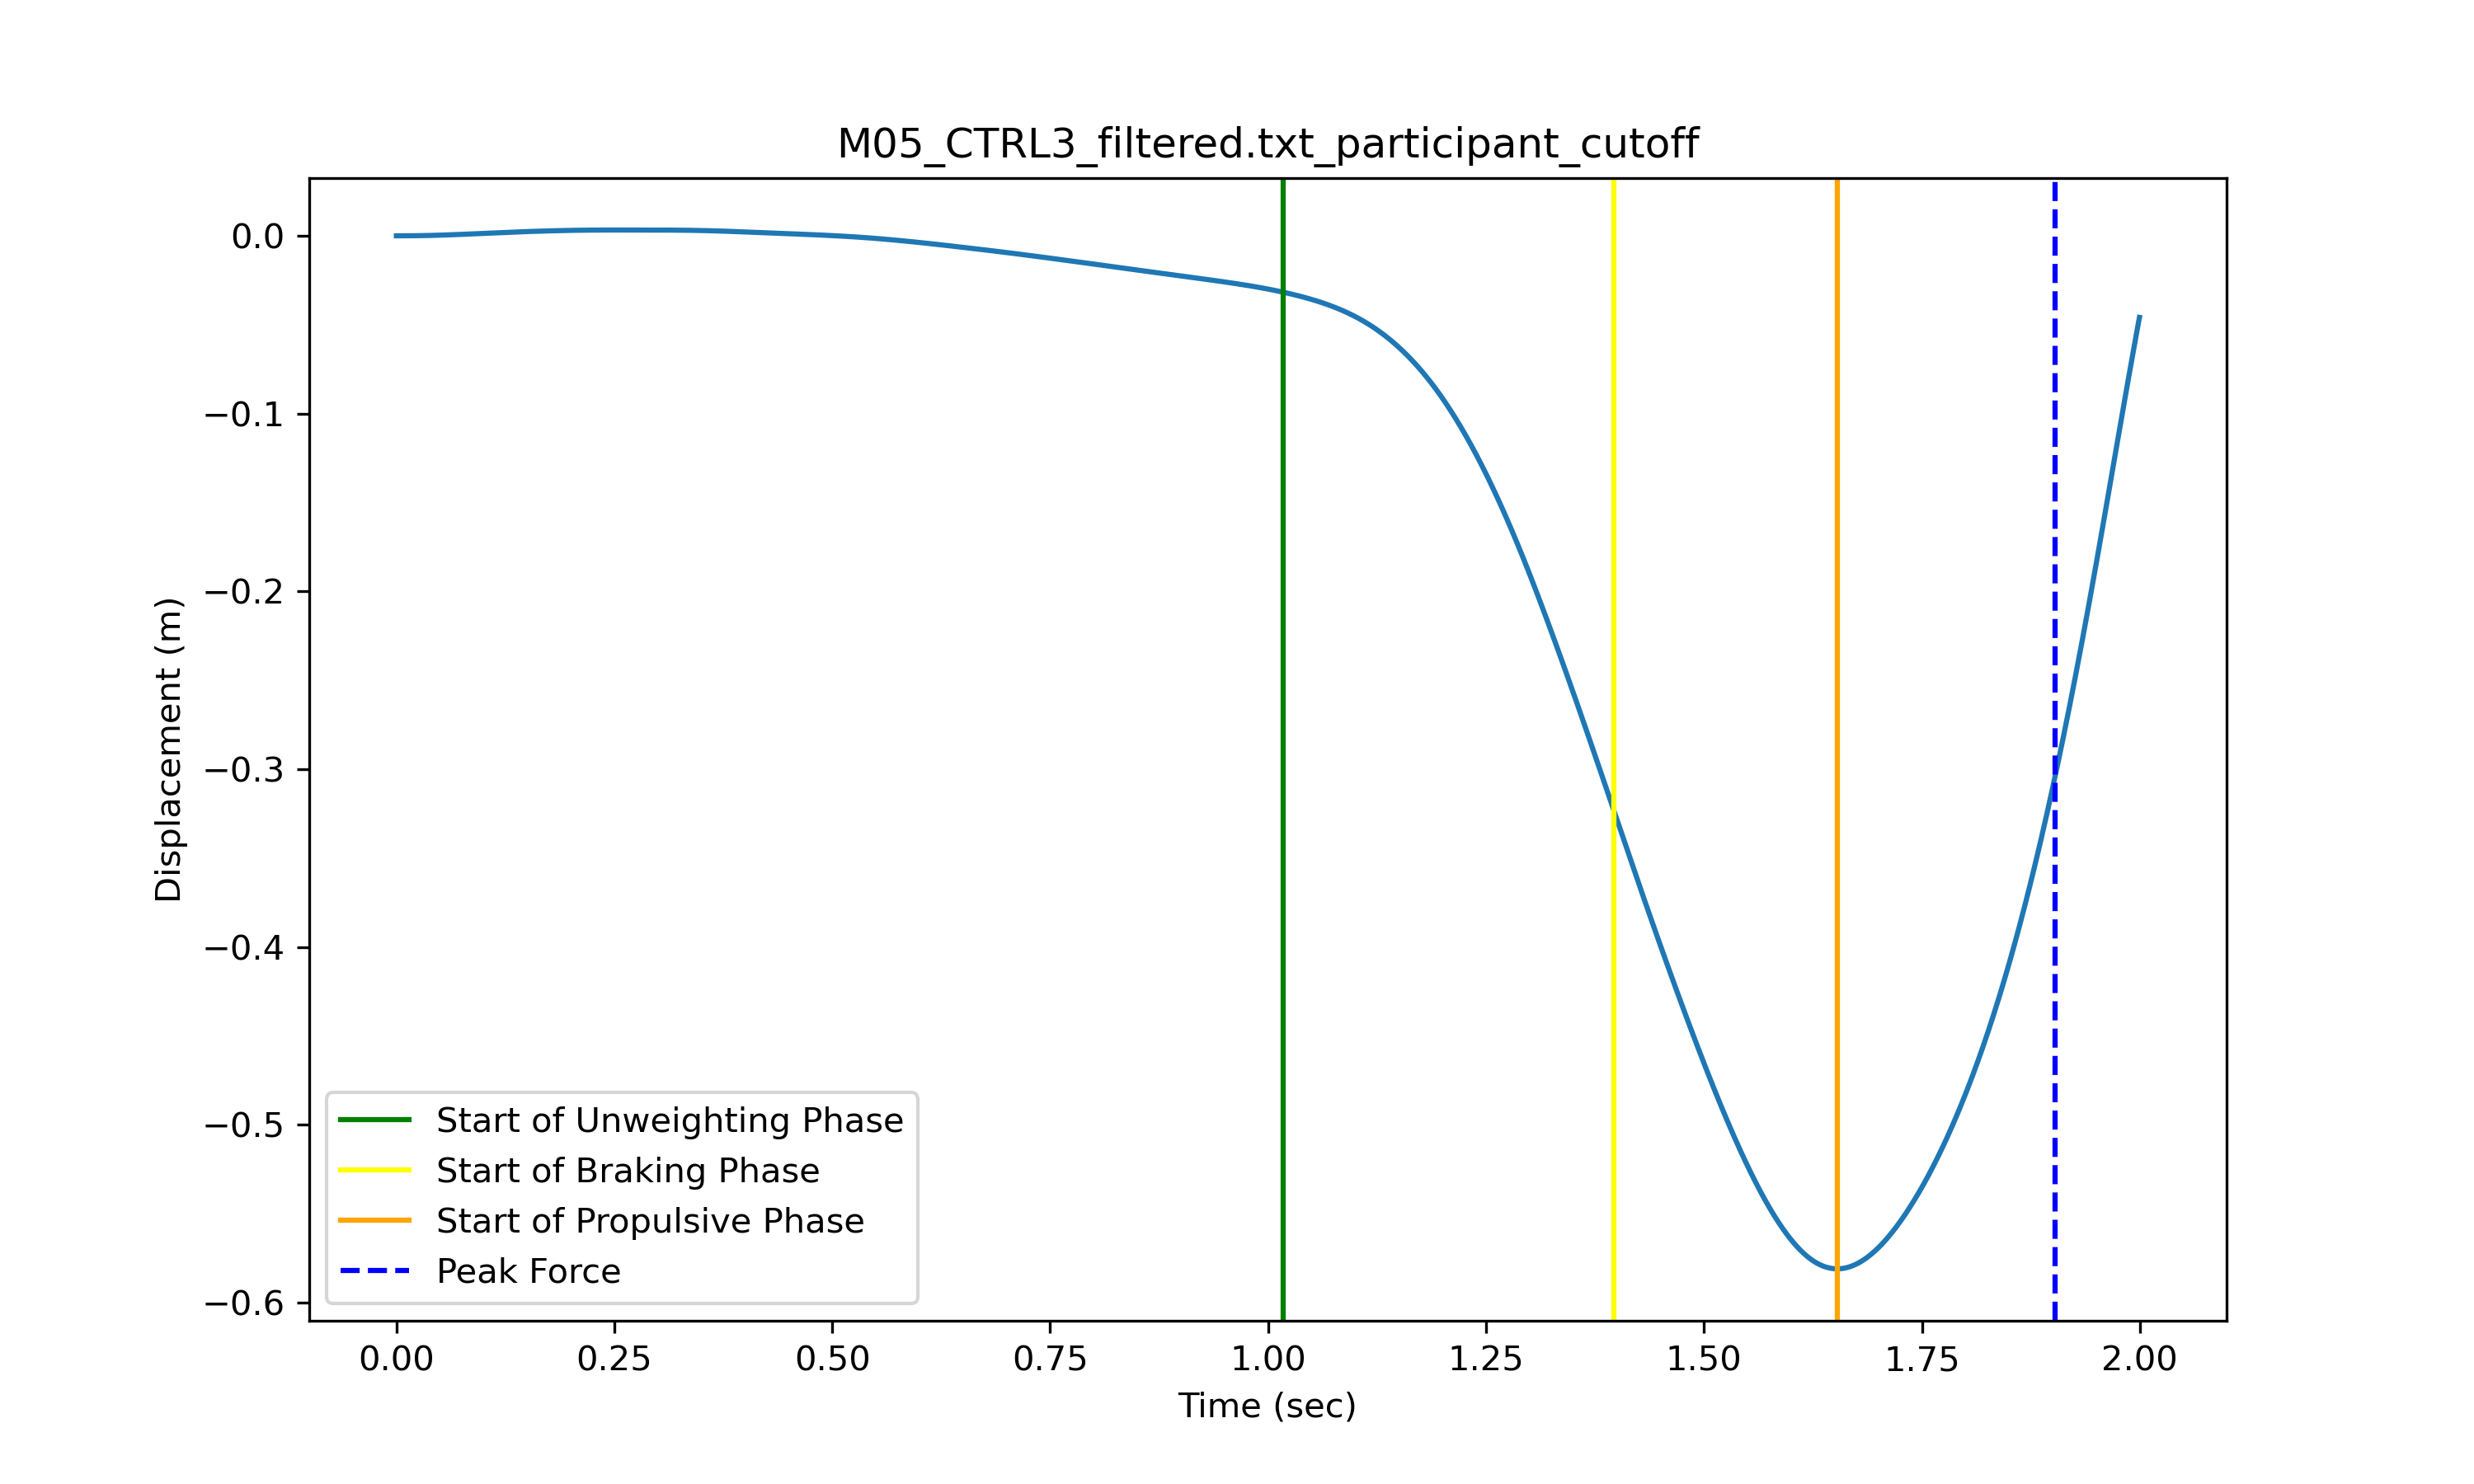 M05_CTRL3_filtered.txt_participant_cutoff
Displacement (m)
0.0
−0.1
−0.2
−0.3
−0.4
−0.5
−0.6
Start of Unweighting Phase
Start of Braking Phase
Start of Propulsive Phase
Peak Force
0.00 0.25 0.50 0.75 1.00 1.25 1.50 1.75 2.00
Time (sec)